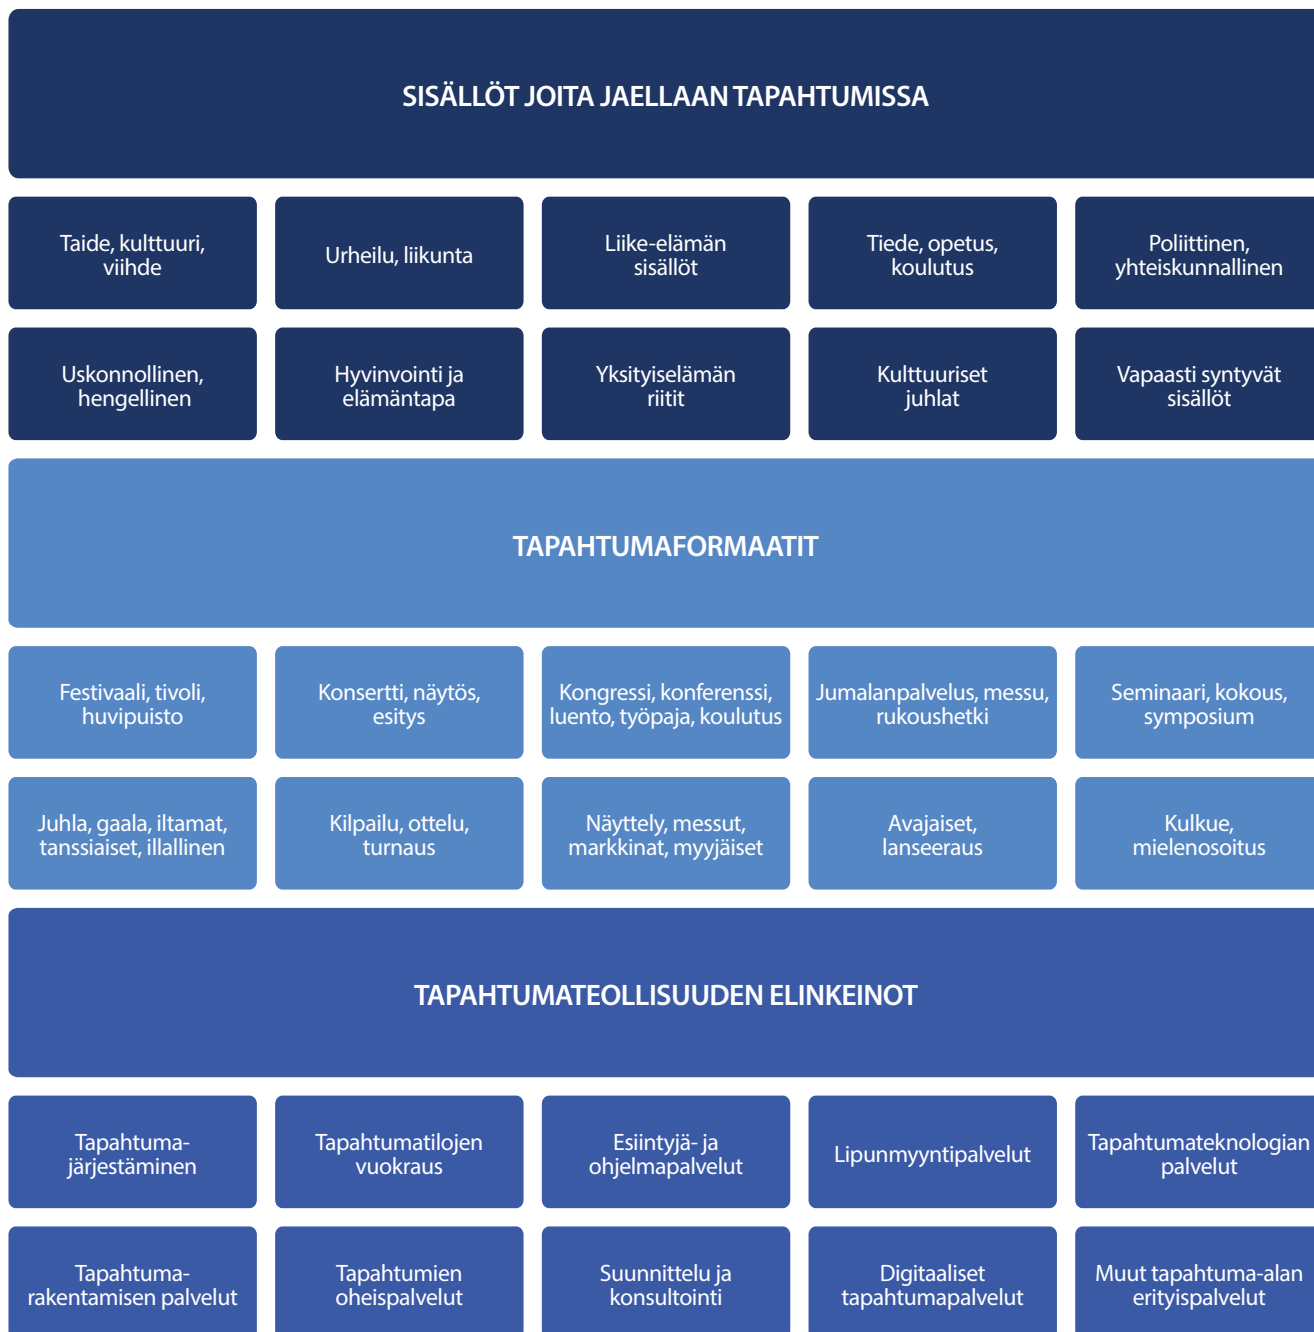 SISÄLLÖT JOITA JAELLAAN TAPAHTUMISSA
Taide, kulttuuri,
viihde
Urheilu, liikunta
Liike-elämän
sisällöt
Tiede, opetus,
koulutus
Poliittinen,
yhteiskunnallinen
Uskonnollinen,
hengellinen
Hyvinvointi ja
elämäntapa
Yksityiselämän
riitit
Kulttuuriset
juhlat
Vapaasti syntyvät
sisällöt
TAPAHTUMAFORMAATIT
Festivaali, tivoli,
huvipuisto
Konsertti, näytös,
esitys
Kongressi, konferenssi,
luento, työpaja, koulutus
Jumalanpalvelus, messu,
rukoushetki
Seminaari, kokous,
symposium
Juhla, gaala, iltamat,
tanssiaiset, illallinen
Kilpailu, ottelu,
turnaus
Näyttely, messut,
markkinat, myyjäiset
Avajaiset,
lanseeraus
Kulkue,
mielenosoitus
TAPAHTUMATEOLLISUUDEN ELINKEINOT
Tapahtuma-
järjestäminen
Tapahtumatilojen
vuokraus
Esiintyjä- ja
ohjelmapalvelut
Lipunmyyntipalvelut
Tapahtumateknologian
palvelut
Tapahtuma-
rakentamisen palvelut
Tapahtumien
oheispalvelut
Suunnittelu ja
konsultointi
Digitaaliset
tapahtumapalvelut
Muut tapahtuma-alan
erityispalvelut